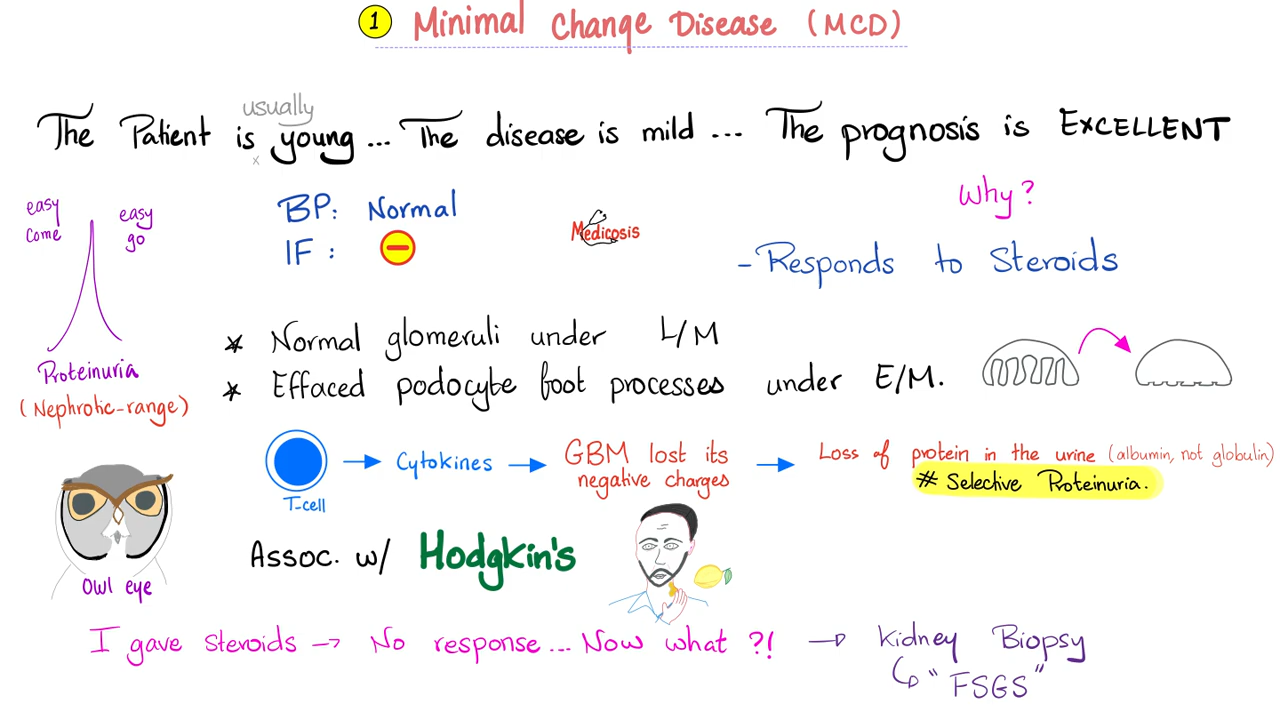 1 Minimal Change Disease (MCD)
usually
The Patient is young ... The disease is mild ... The prognosis is EXCELLENT
x
easy come
easy go
BP: Normal
IF :
Medicosis
Why?
- Responds to Steroids
Proteinuria
(Nephrotic-range)
* Normal glomeruli under L/M
* Effaced podocyte foot processes under E/M.
T-cell
Cytokines
GBM lost its
negative charges
Loss of protein in the urine (albumin, not globulin)
# Selective Proteinuria.
Owl eye
Assoc. w/ Hodgkin's
I gave steroids → No response ... Now what ?! → Kidney Biopsy
↳ "FSGS"